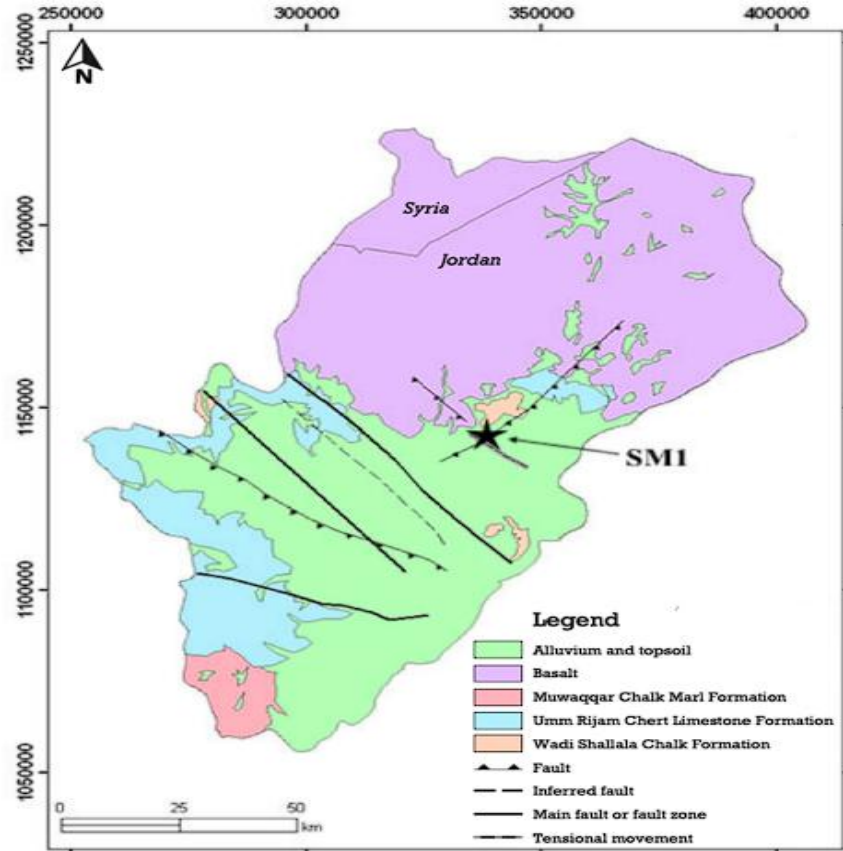 250000 300000 350000 400000
1250000
N
Syria
1200000
Jordan
1150000
SM1
1100000
Legend
Alluvium and topsoil
Basalt
Muwaqqar Chalk Marl Formation
Umm Rijam Chert Limestone Formation
Wadi Shallala Chalk Formation
Fault
Inferred fault
Main fault or fault zone
Tensional movement
1050000
0 25 50
km